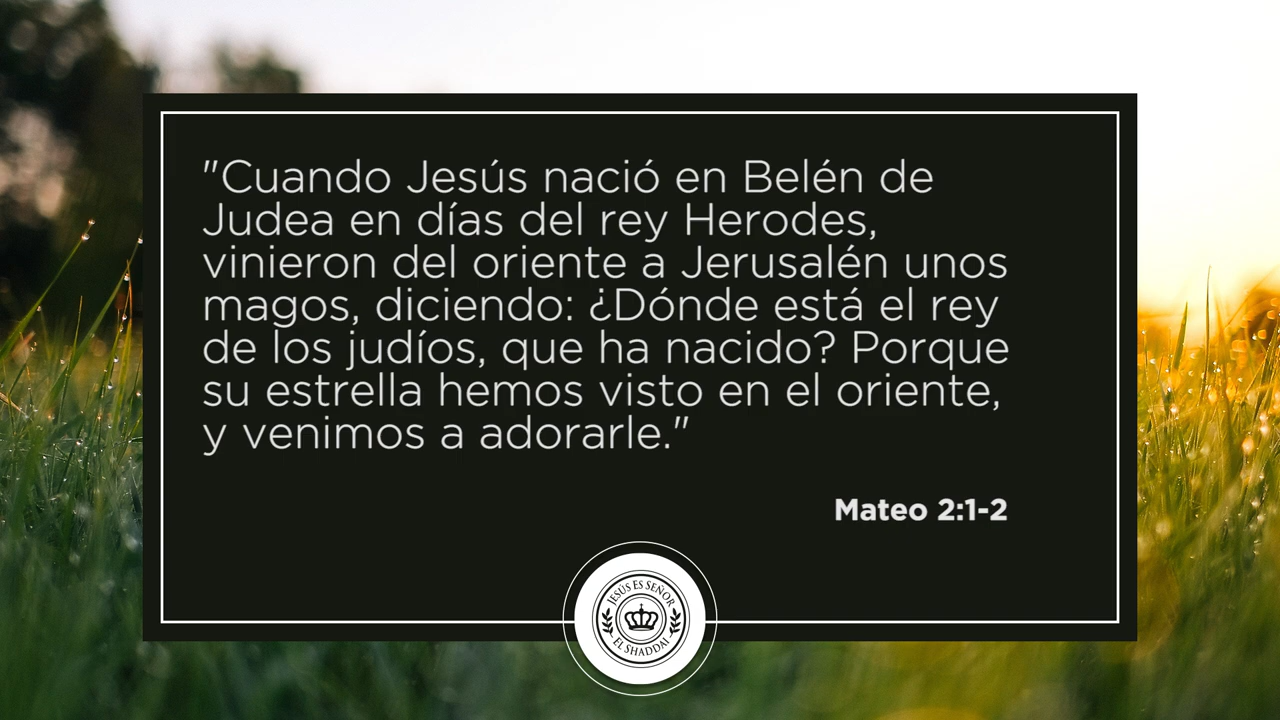 "Cuando Jesús nació en Belén de
Judea en días del rey Herodes,
vinieron del oriente a Jerusalén unos
magos, diciendo: ¿Dónde está el rey
de los judíos, que ha nacido? Porque
su estrella hemos visto en el oriente,
y venimos a adorarle."
Mateo 2:1-2
JESÚS ES SEÑOR
EL SHADDAI